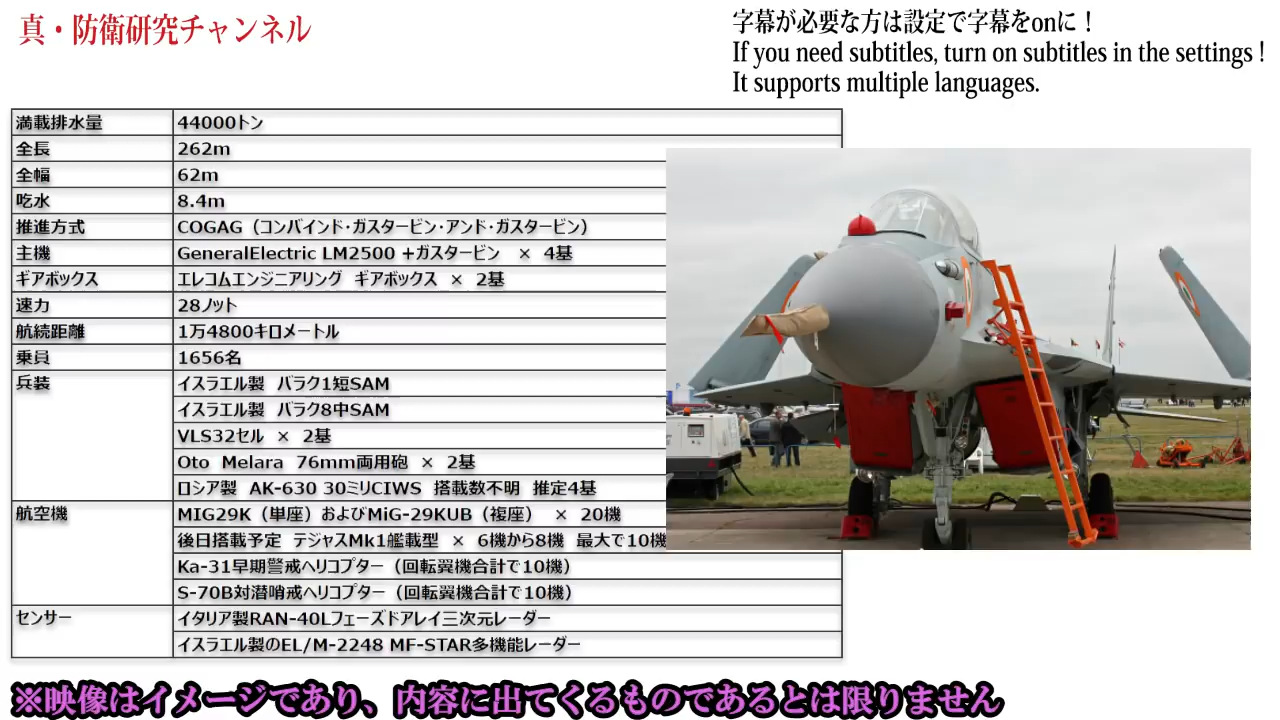 真・防衛研究チャンネル
字幕が必要な方は設定で字幕をonに！
If you need subtitles, turn on subtitles in the settings !
It supports multiple languages.
満載排水量 44000トン
全長 262m
全幅 62m
吃水 8.4m
推進方式 COGAG（コンバインド・ガスタービン・アンド・ガスタービン）
主機 GeneralElectric LM2500 +ガスタービン × 4基
ギアボックス エレコムエンジニアリング ギアボックス × 2基
速力 28ノット
航続距離 1万4800キロメートル
乗員 1656名
兵装 イスラエル製 バラク1短SAM
イスラエル製 バラク8中SAM
VLS32セル × 2基
Oto Melara 76mm両用砲 × 2基
ロシア製 AK-630 30ミリCIWS 搭載数不明 推定4基
航空機 MIG29K（単座）およびMiG-29KUB（複座） × 20機
後日搭載予定 テジャスMk1艦載型 × 6機から8機 最大で10機
Ka-31早期警戒ヘリコプター（回転翼機合計で10機）
S-70B対潜哨戒ヘリコプター（回転翼機合計で10機）
センサー イタリア製RAN-40Lフェーズドアレイ三次元レーダー
イスラエル製のEL/M-2248 MF-STAR多機能レーダー
※映像はイメージであり、内容に出てくるものであるとは限りません